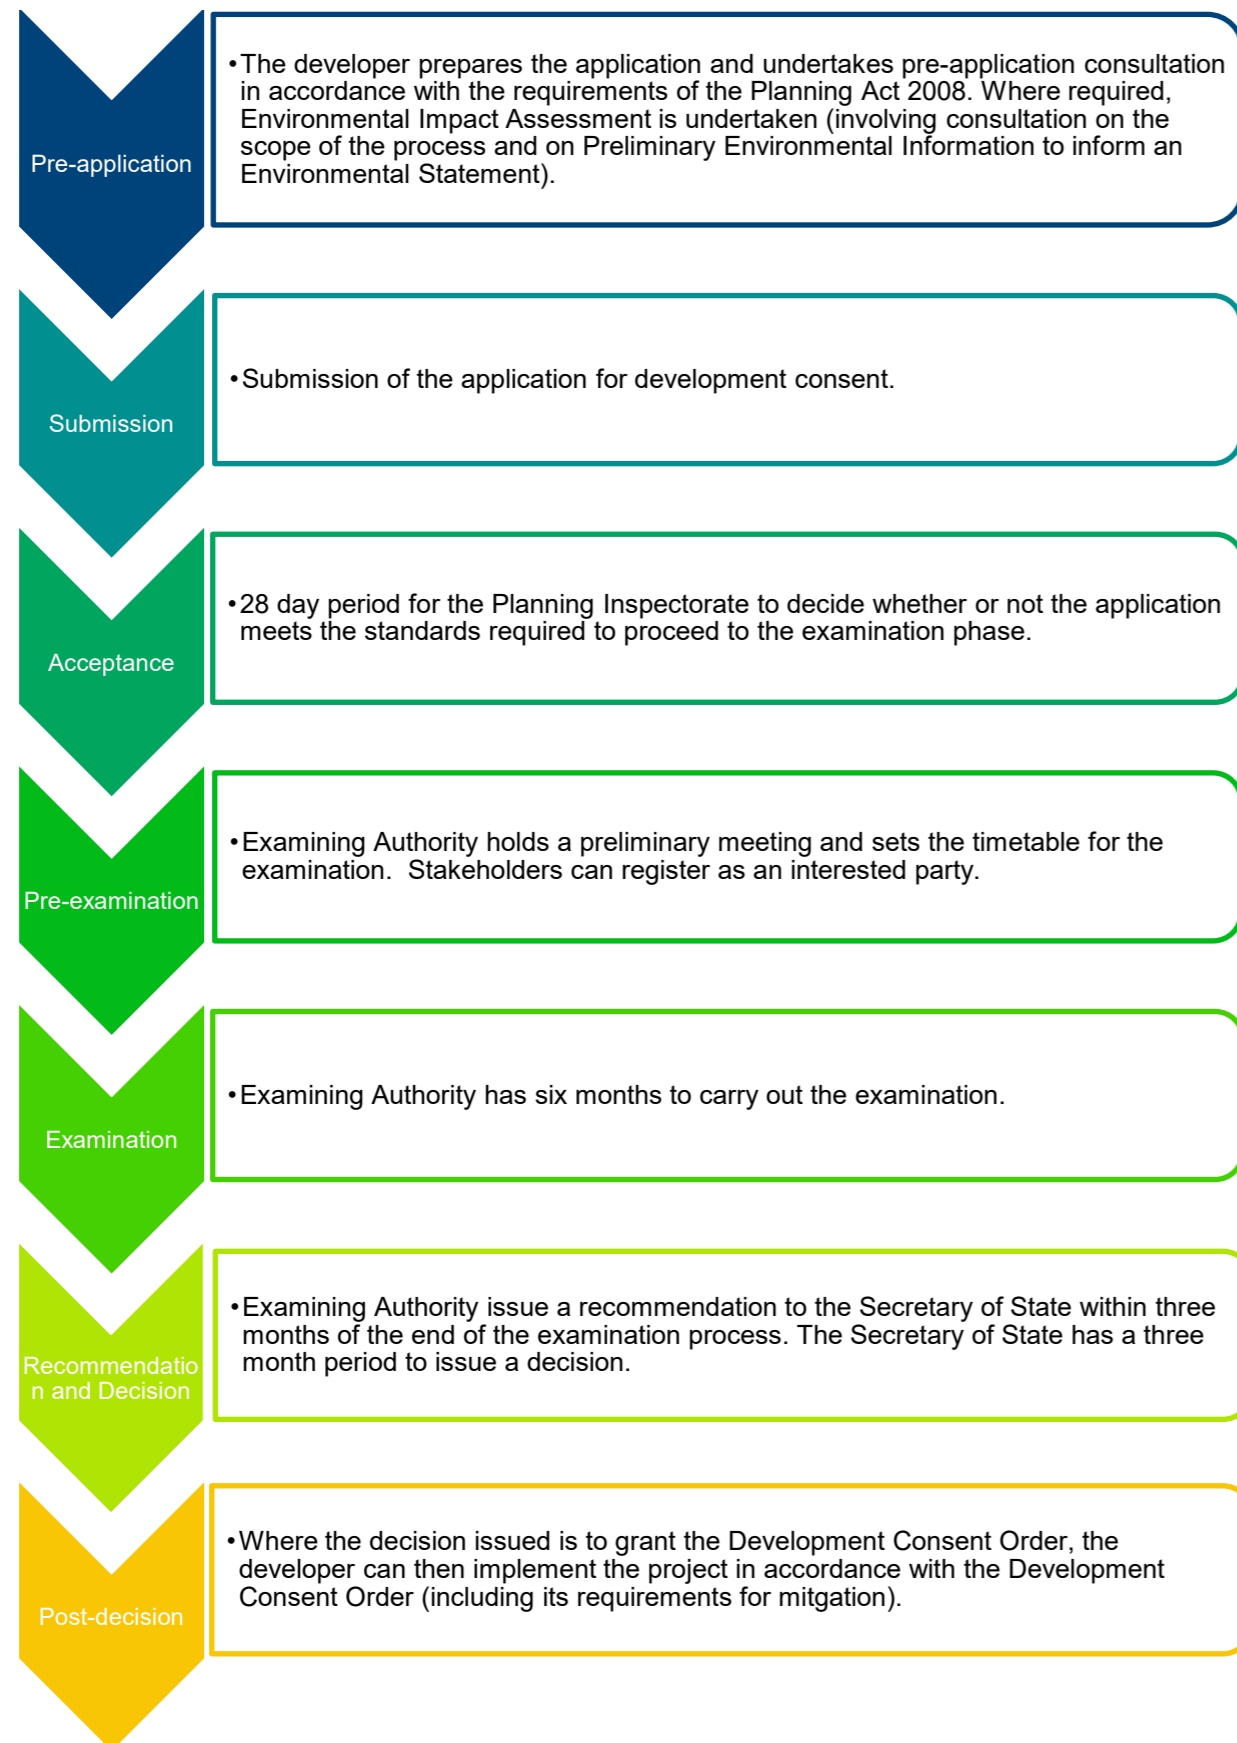 Pre-application
•The developer prepares the application and undertakes pre-application consultation
in accordance with the requirements of the Planning Act 2008. Where required,
Environmental Impact Assessment is undertaken (involving consultation on the
scope of the process and on Preliminary Environmental Information to inform an
Environmental Statement).
Submission
•Submission of the application for development consent.
Acceptance
•28 day period for the Planning Inspectorate to decide whether or not the application
meets the standards required to proceed to the examination phase.
Pre-examination
•Examining Authority holds a preliminary meeting and sets the timetable for the
examination.  Stakeholders can register as an interested party.
Examination
•Examining Authority has six months to carry out the examination.
Recommendatio
n and Decision
•Examining Authority issue a recommendation to the Secretary of State within three
months of the end of the examination process. The Secretary of State has a three
month period to issue a decision.
Post-decision
•Where the decision issued is to grant the Development Consent Order, the
developer can then implement the project in accordance with the Development
Consent Order (including its requirements for mitgation).